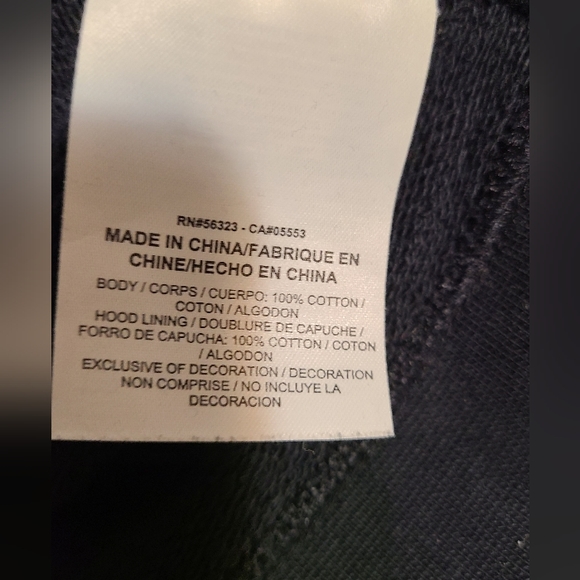 RN#56323 - CA#05553
MADE IN CHINA/FABRIQUE EN
CHINE/HECHO EN CHINA
BODY / CORPS / CUERPO: 100% COTTON /
COTON / ALGODON
HOOD LINING / DOUBLURE DE CAPUCHE /
FORRO DE CAPUCHA: 100% COTTON / COTON
/ ALGODON
EXCLUSIVE OF DECORATION / DECORATION
NON COMPRISE / NO INCLUYE LA
DECORACION